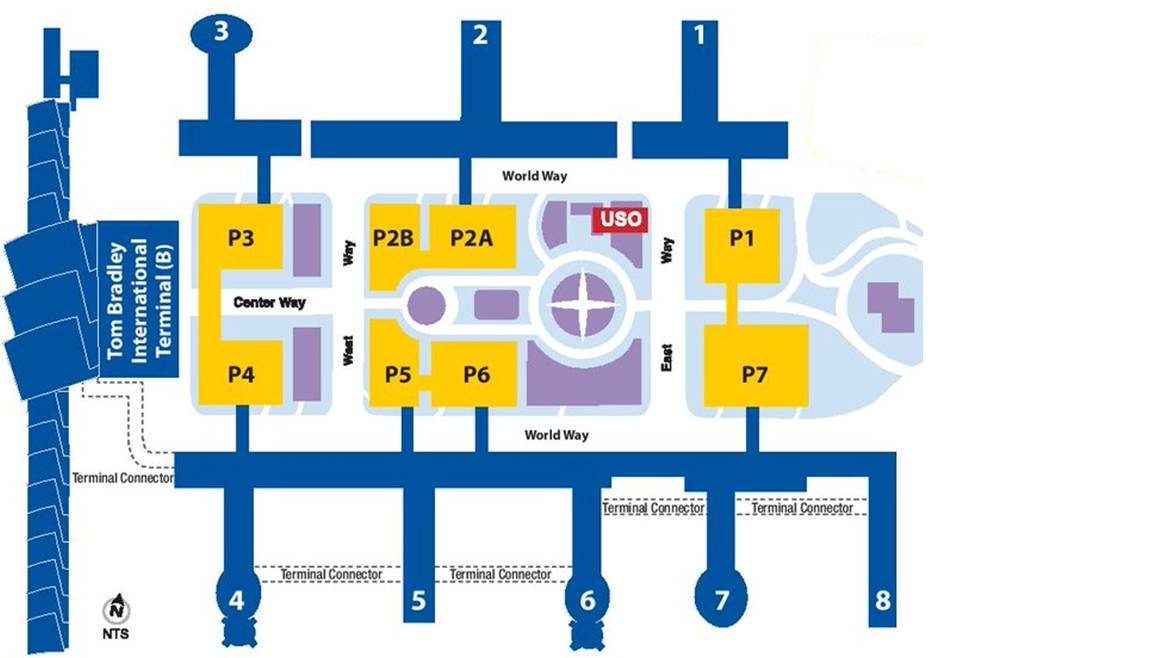 3
2
1
World Way
USO
P3
P2B
P2A
P1
Way
Way
Tom Bradley
International
Terminal (B)
Center Way
West
East
P4
P5
P6
P7
World Way
Terminal Connector
Terminal Connector
Terminal Connector
Terminal Connector
Terminal Connector
4
5
6
7
8
N
NTS